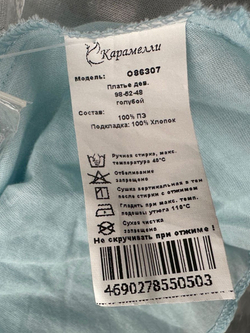 Карамелли
Модель: О86307
Платье дев.
98-52-48
голубой
Состав: 100% ПЭ
Подкладка: 100% Хлопок
Ручная стирка, макс.
температура 40°С
Отбеливание
запрещено
Сушка вертикальная в тени
после стирки с отжимом
Гладить при макс. темп.
подошвы утюга 110°С
Сухая чистка
запрещена
Не скручивать при отжиме !
4690278550503